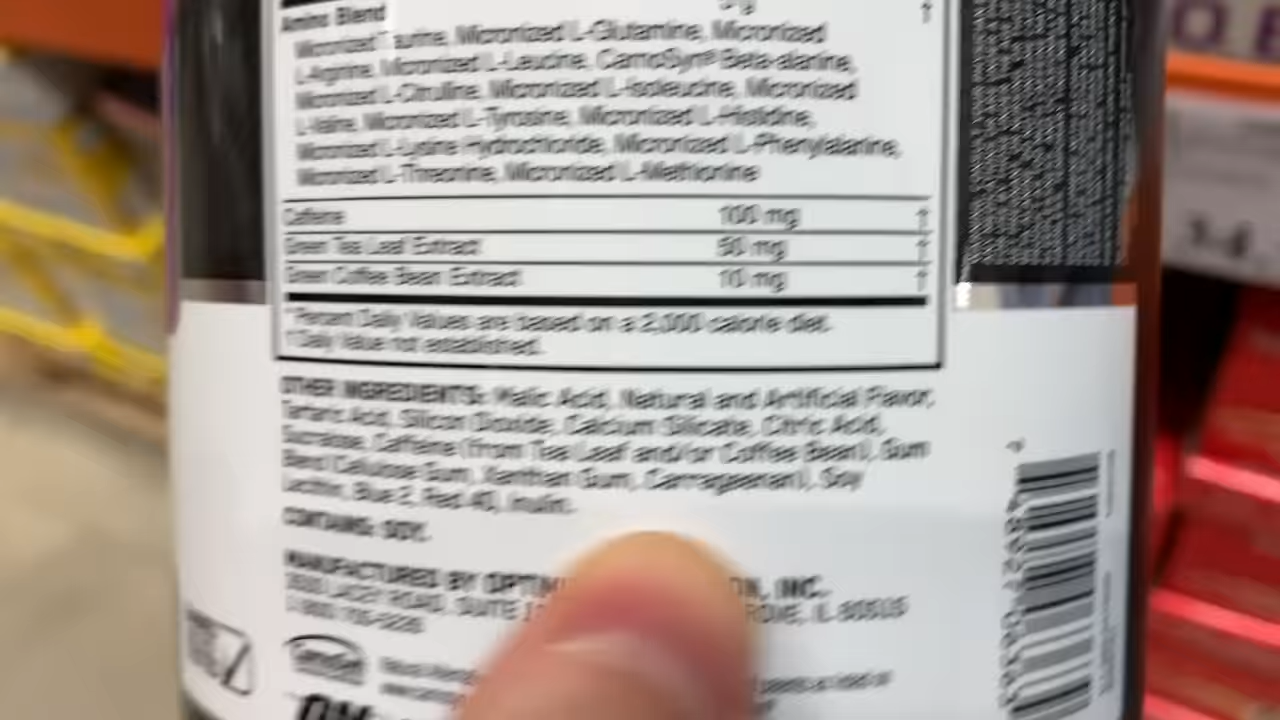 Amino Blend
Micronized Taurine, Micronized L-Glutamine, Micronized
L-Arginine, Micronized L-Leucine, CarnoSyn® Beta-alanine,
Micronized L-Citrulline, Micronized L-Isoleucine, Micronized
L-Valine, Micronized L-Tyrosine, Micronized L-Histidine,
Micronized L-Lysine Hydrochloride, Micronized L-Phenylalanine,
Micronized L-Threonine, Micronized L-Methionine
Caffeine 100 mg †
Green Tea Leaf Extract 50 mg †
Green Coffee Bean Extract 10 mg †
* Percent Daily Values are based on a 2,000 calorie diet.
† Daily Value not established.
OTHER INGREDIENTS: Malic Acid, Natural and Artificial Flavor,
Tartaric Acid, Silicon Dioxide, Calcium Silicate, Citric Acid,
Sucralose, Caffeine (from Tea Leaf and/or Coffee Bean), Gum
Blend (Cellulose Gum, Xanthan Gum, Carrageenan), Soy
Lecithin, Blue 2, Red 40, Inulin.
CONTAINS: SOY.
MANUFACTURED BY , INC.
LACEY ROAD, SUITE , IL 60515
ON